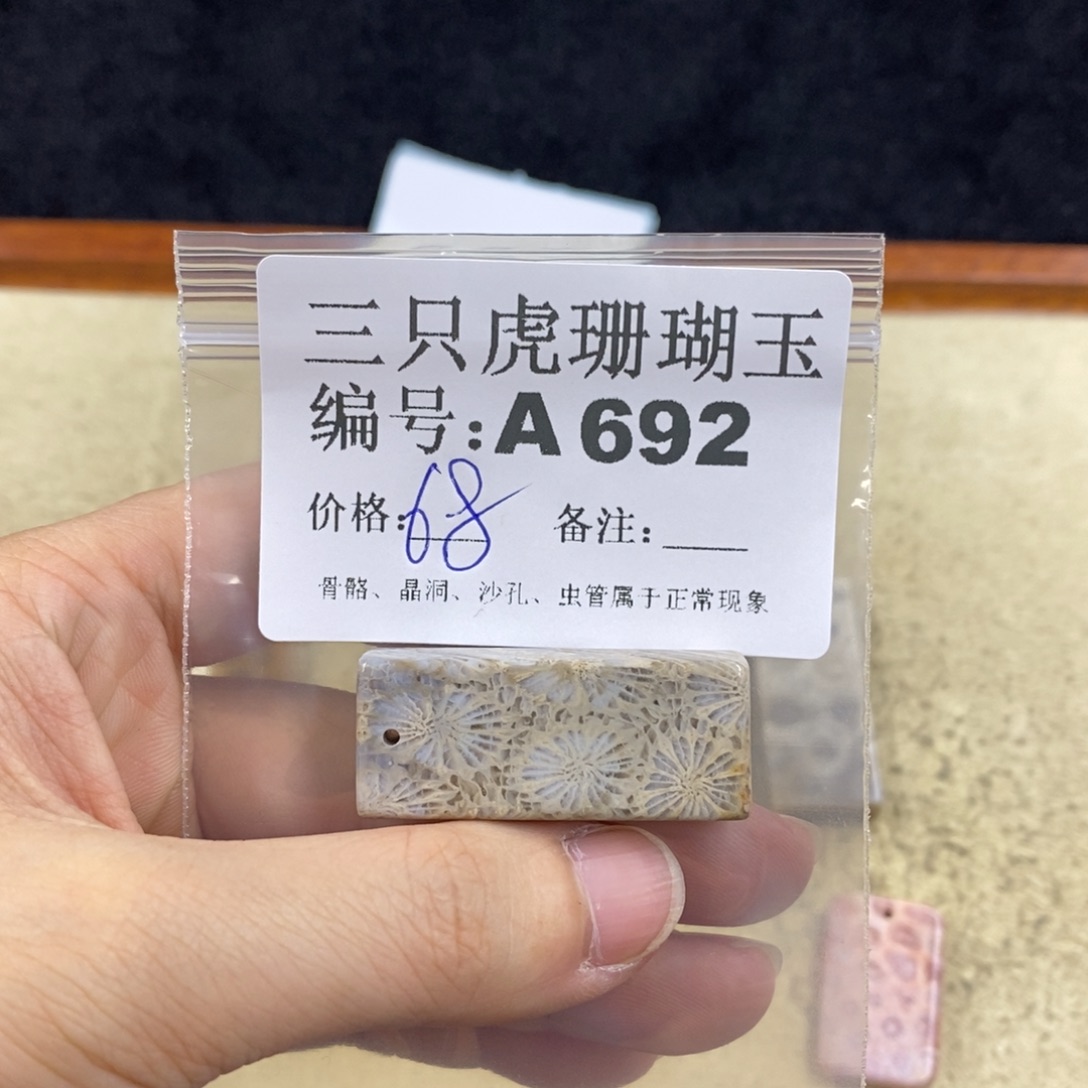 三只虎珊瑚玉
编号:A692
价格:68 备注:____
骨骼、晶洞、沙孔、虫管属于正常现象